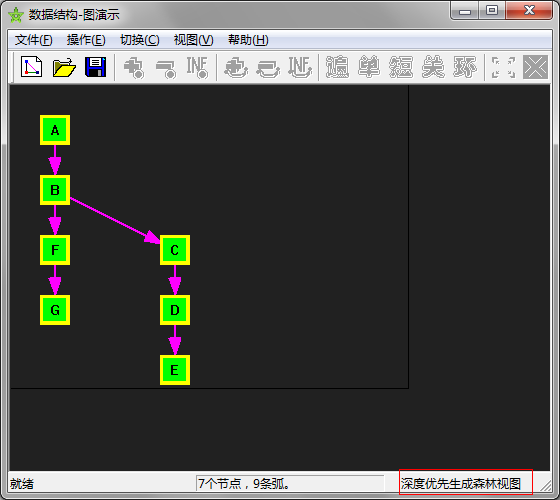 数据结构-图演示
文件(F) 操作(E) 切换(C) 视图(V) 帮助(H)
INF INF 遍 单 短 关 环
A
B
F C
G D
E
就绪 7个节点，9条弧。 深度优先生成森林视图